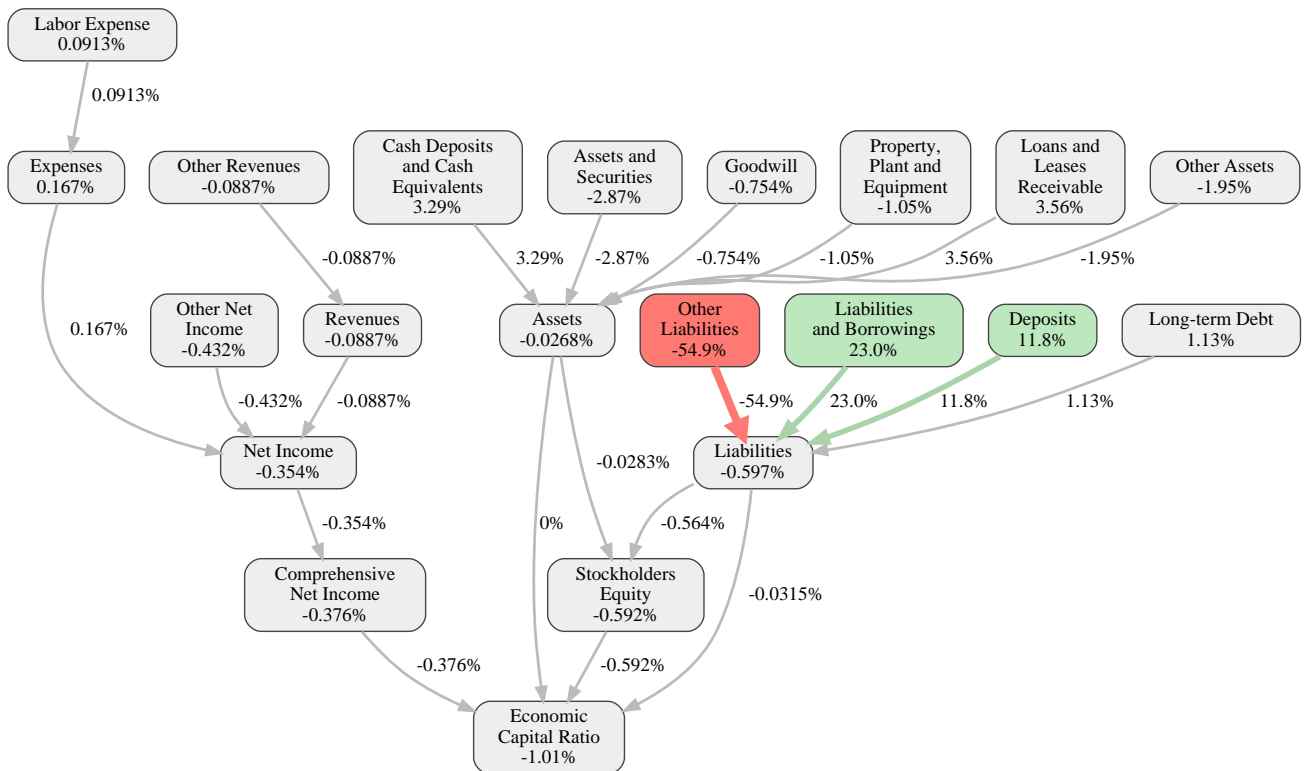 Labor Expense
0.0913%
0.0913%
Expenses
0.167%
Other Revenues
-0.0887%
Cash Deposits
and Cash
Equivalents
3.29%
Assets and
Securities
-2.87%
Goodwill
-0.754%
Property,
Plant and
Equipment
-1.05%
Loans and
Leases
Receivable
3.56%
Other Assets
-1.95%
-0.0887%
3.29%
-2.87%
-0.754%
-1.05%
3.56%
-1.95%
0.167%
Other Net
Income
-0.432%
Revenues
-0.0887%
Assets
-0.0268%
Other
Liabilities
-54.9%
Liabilities
and Borrowings
23.0%
Deposits
11.8%
Long-term Debt
1.13%
-0.432%
-0.0887%
-54.9%
23.0%
11.8%
1.13%
Net Income
-0.354%
-0.0283%
Liabilities
-0.597%
-0.354%
0%
-0.564%
Comprehensive
Net Income
-0.376%
Stockholders
Equity
-0.592%
-0.0315%
-0.376%
-0.592%
Economic
Capital Ratio
-1.01%